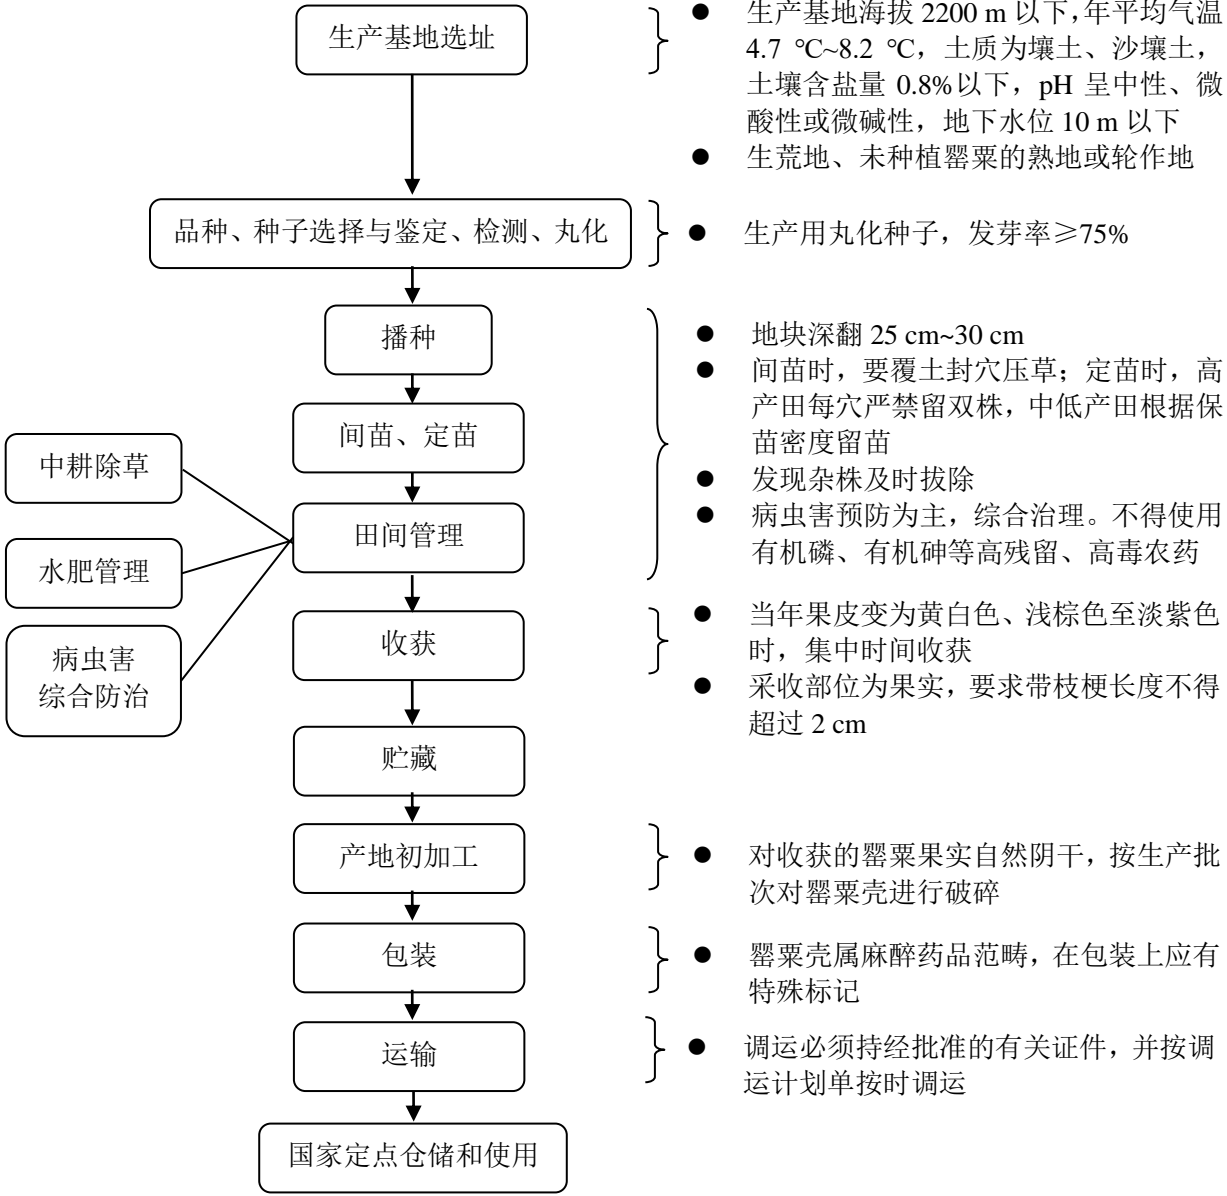 生产基地选址
● 生产基地海拔 2200 m 以下，年平均气温
4.7 ℃~8.2 ℃，土质为壤土、沙壤土，
土壤含盐量 0.8%以下，pH 呈中性、微
酸性或微碱性，地下水位 10 m 以下
● 生荒地、未种植罂粟的熟地或轮作地
品种、种子选择与鉴定、检测、丸化
● 生产用丸化种子，发芽率≥75%
播种
间苗、定苗
田间管理
中耕除草
水肥管理
病虫害
综合防治
● 地块深翻 25 cm~30 cm
● 间苗时，要覆土封穴压草；定苗时，高
产田每穴严禁留双株，中低产田根据保
苗密度留苗
● 发现杂株及时拔除
● 病虫害预防为主，综合治理。不得使用
有机磷、有机砷等高残留、高毒农药
收获
● 当年果皮变为黄白色、浅棕色至淡紫色
时，集中时间收获
● 采收部位为果实，要求带枝梗长度不得
超过 2 cm
贮藏
产地初加工
● 对收获的罂粟果实自然阴干，按生产批
次对罂粟壳进行破碎
包装
● 罂粟壳属麻醉药品范畴，在包装上应有
特殊标记
运输
● 调运必须持经批准的有关证件，并按调
运计划单按时调运
国家定点仓储和使用